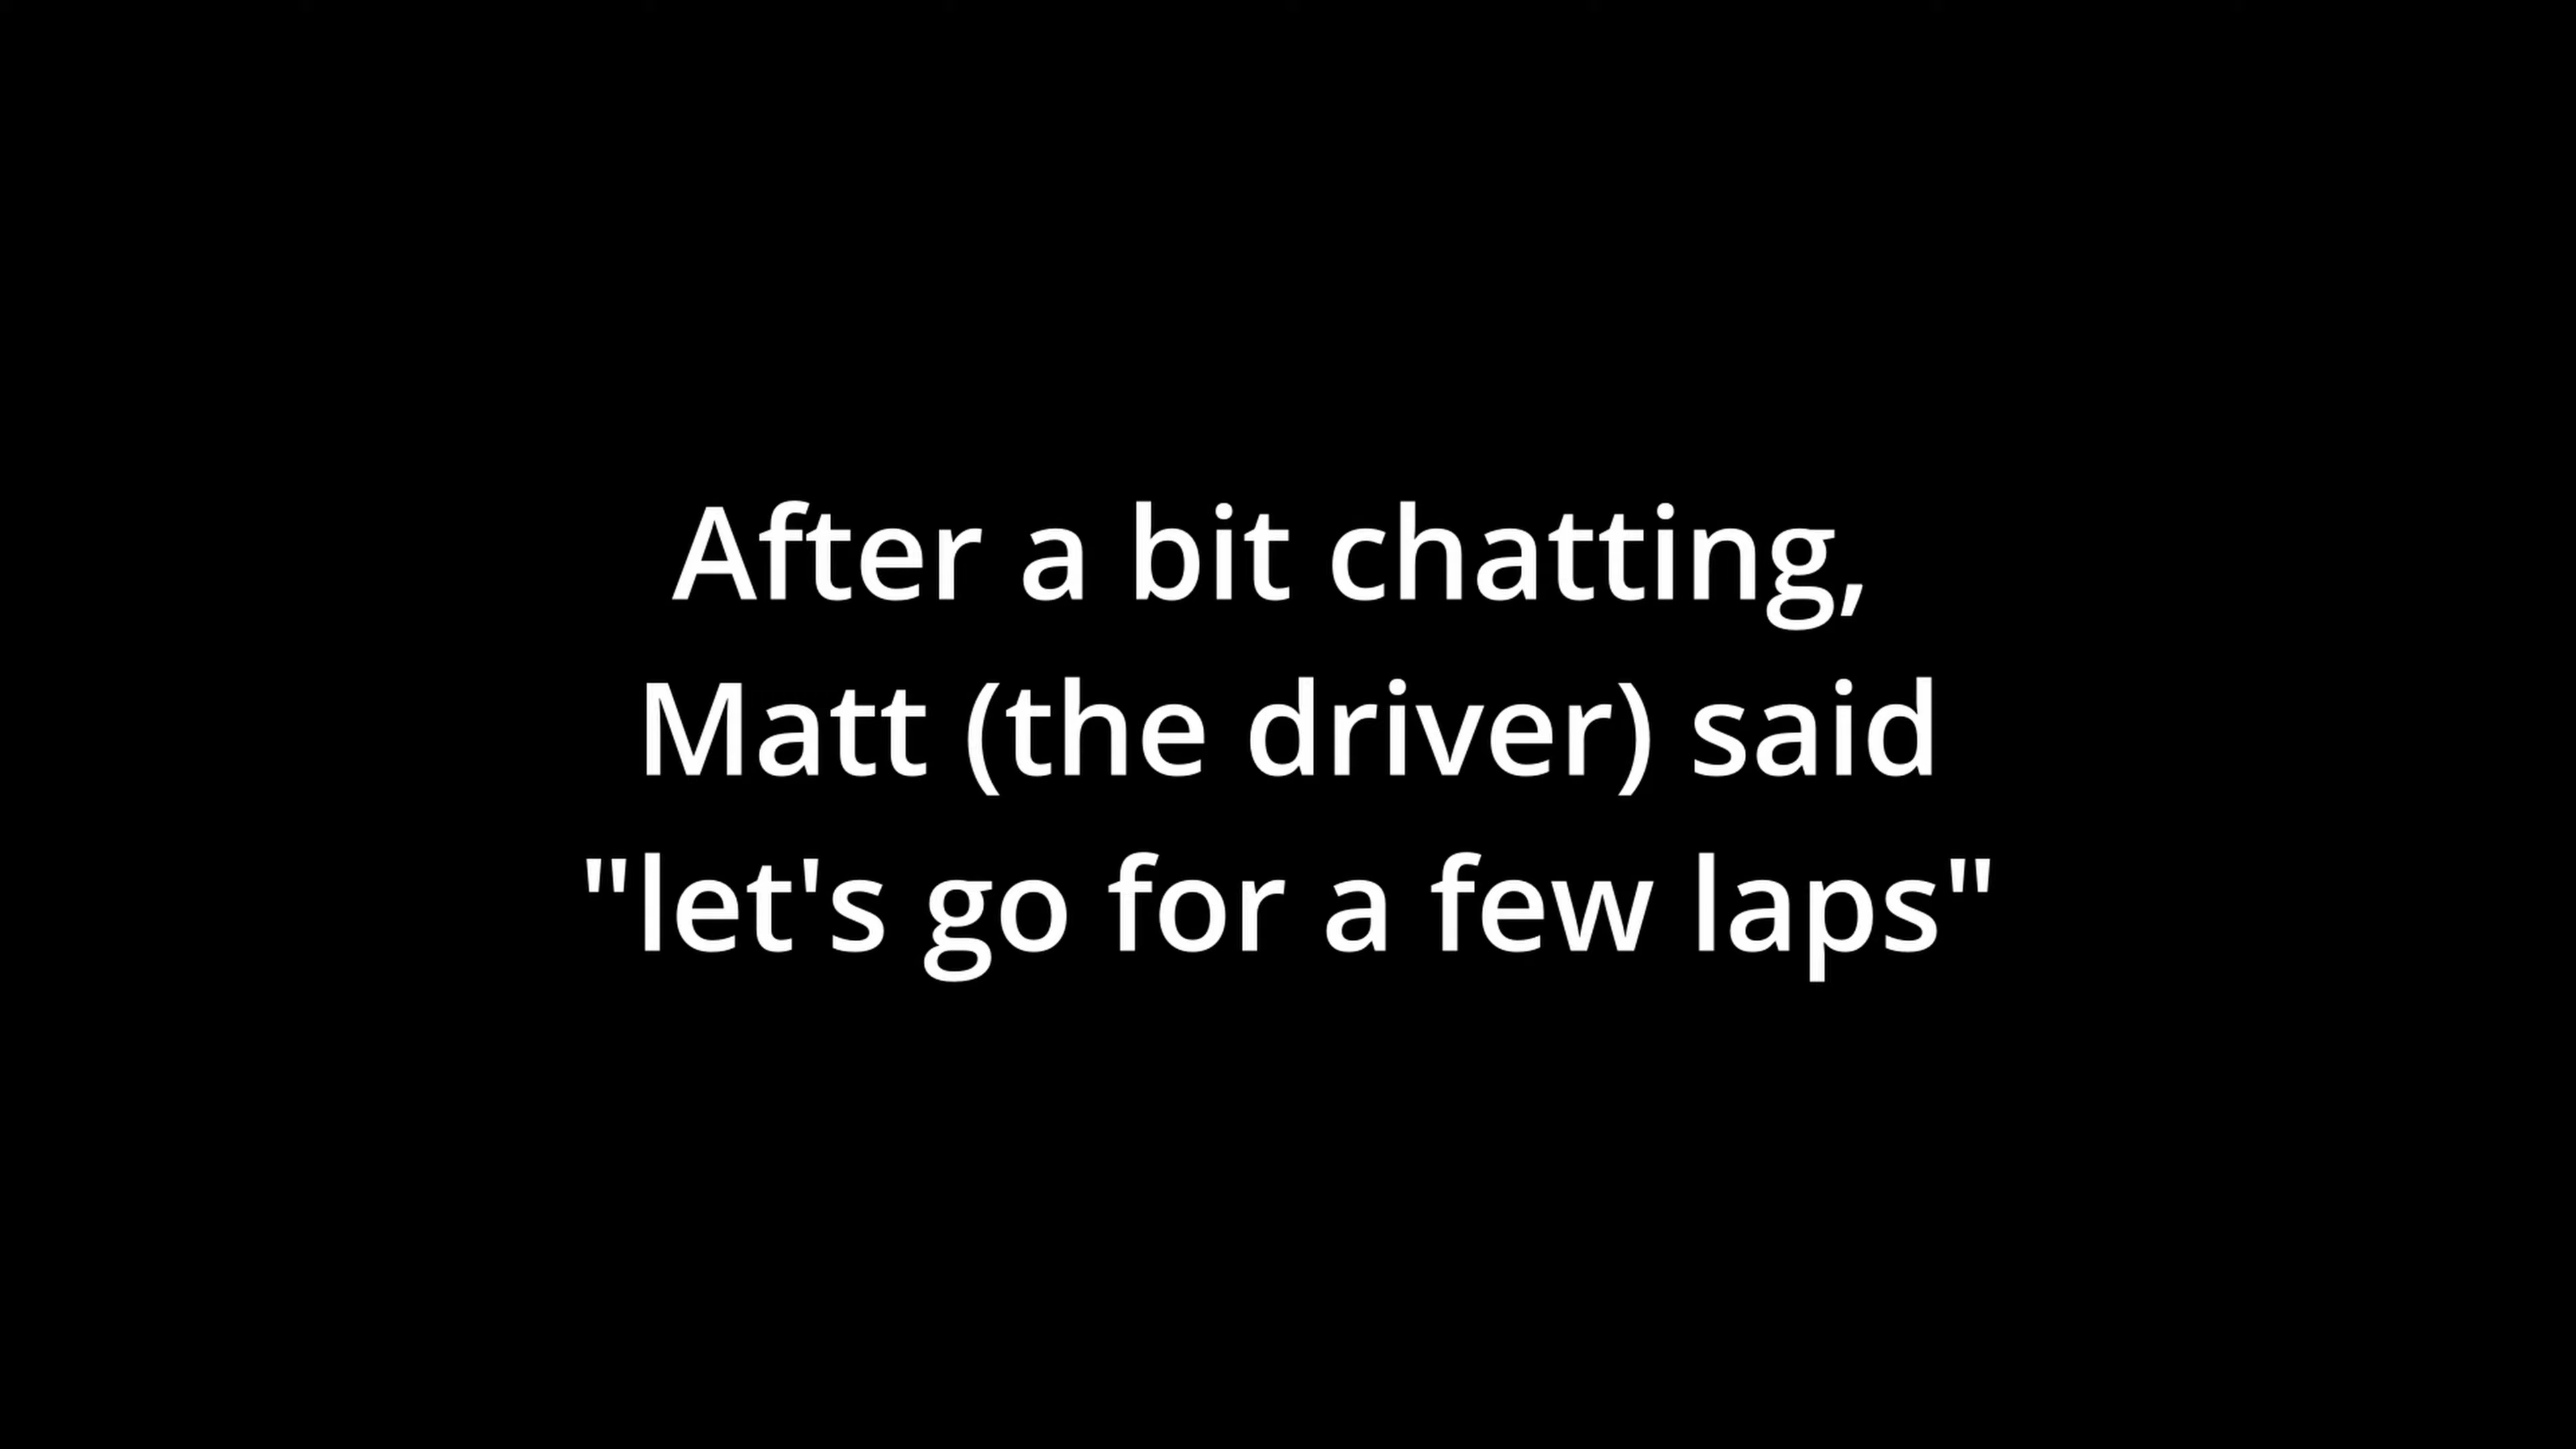 After a bit chatting,
Matt (the driver) said
"let's go for a few laps"